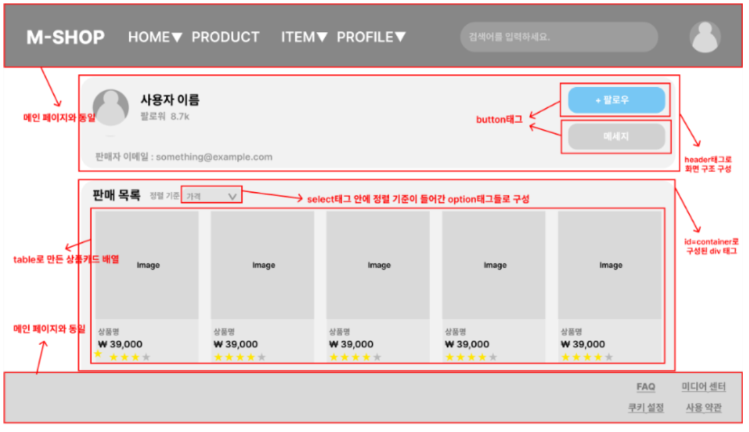 M-SHOP HOME▼ PRODUCT ITEM▼ PROFILE▼ 검색어를 입력하세요.
메인 페이지와 동일
사용자 이름
팔로워 8.7k
판매자 이메일 : something@example.com
+ 팔로우
메세지
button태그
header태그로
화면 구조 구성
판매 목록 정렬 기준 가격
select태그 안에 정렬 기준이 들어간 option태그들로 구성
id=container로
구성된 div 태그
table로 만든 상품카드 배열
Image Image Image Image Image
상품명 상품명 상품명 상품명 상품명
₩ 39,000 ₩ 39,000 ₩ 39,000 ₩ 39,000 ₩ 39,000
메인 페이지와 동일
FAQ 미디어 센터
쿠키 설정 사용 약관